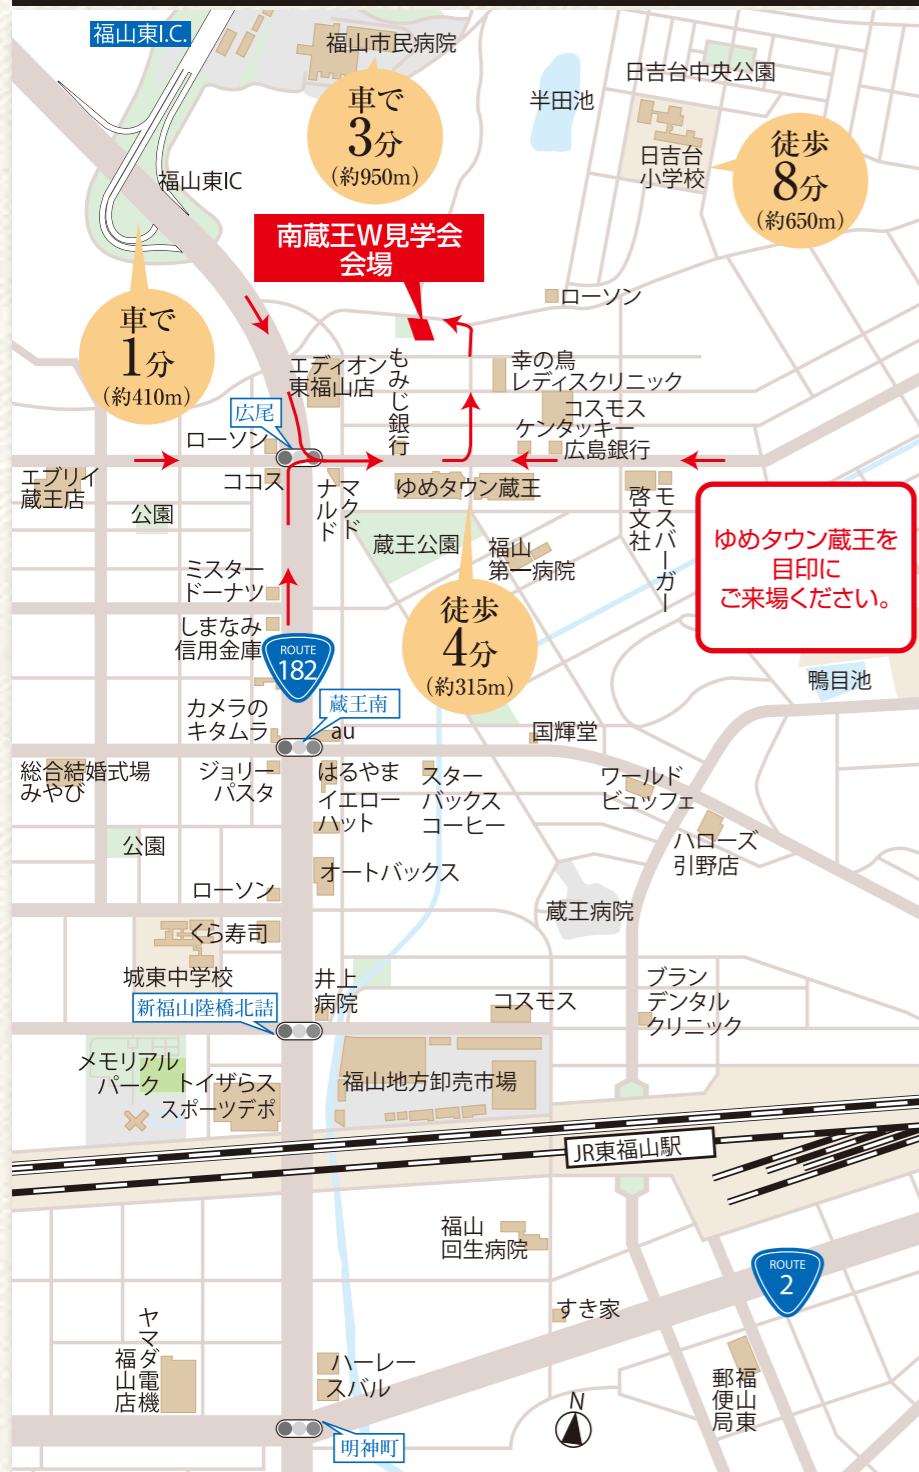 福山東I.C.
福山市民病院
日吉台中央公園
半田池
車で
3分
(約950m)
日吉台
小学校
徒歩
8分
(約650m)
福山東IC
南蔵王W見学会
会場
ローソン
車で
1分
(約410m)
エディオン
東福山店
もみじ銀行
幸の鳥
レディスクリニック
コスモス
ケンタッキー
広島銀行
広尾
ローソン
エブリイ
蔵王店
ココス
マクド
ナルド
ゆめタウン蔵王
啓文社
モスバーガー
公園
蔵王公園
福山
第一病院
ゆめタウン蔵王を
目印に
ご来場ください。
ミスター
ドーナツ
しまなみ
信用金庫
徒歩
4分
(約315m)
ROUTE
182
鴨目池
カメラの
キタムラ
蔵王南
au
国輝堂
総合結婚式場
みやび
ジョリー
パスタ
はるやま
イエロー
ハット
スター
バックス
コーヒー
ワールド
ビュッフェ
ハローズ
引野店
公園
オートバックス
ローソン
蔵王病院
くら寿司
城東中学校
井上
病院
新福山陸橋北詰
コスモス
ブラン
デンタル
クリニック
メモリアル
パーク
トイザらス
スポーツデポ
福山地方卸売市場
JR東福山駅
福山
回生病院
ROUTE
2
すき家
ヤマダ電機
福山店
ハーレー
スバル
福山東
郵便局
N
明神町